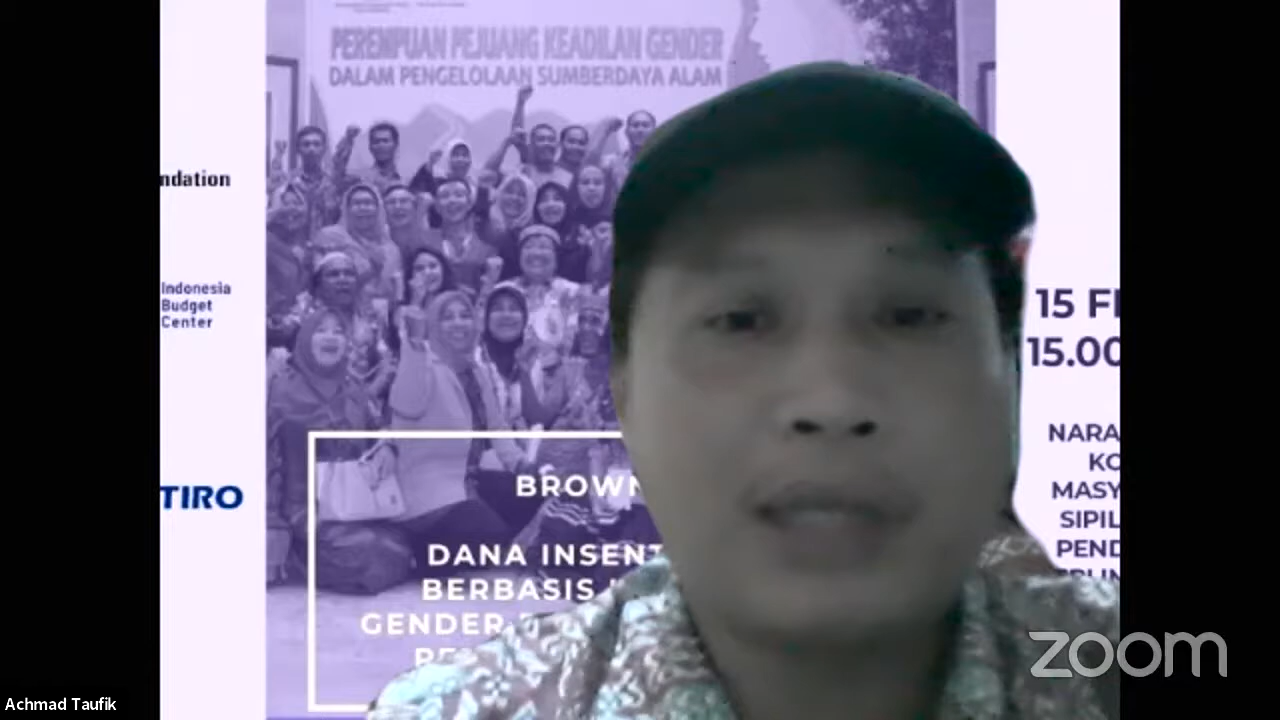 PEREMPUAN PEJUANG KEADILAN GENDER
DALAM PENGELOLAAN SUMBERDAYA ALAM
ndation
Indonesia
Budget
Center
TIRO
BROWN
DANA INSENT
BERBASIS
GENDER
15 F
15.00
NARA
KO
MASY
SIPIL
PEND
zoom
Achmad Taufik